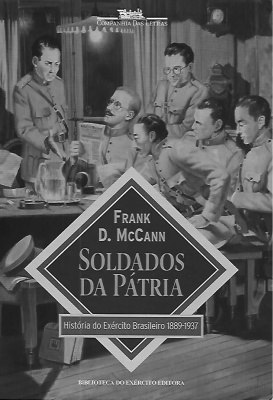 COMPANHIA DAS LETRAS
FRANK
D. MCCANN
SOLDADOS
DA PÁTRIA
História do Exército Brasileiro 1889-1937
BIBLIOTECA DO EXÉRCITO EDITORA